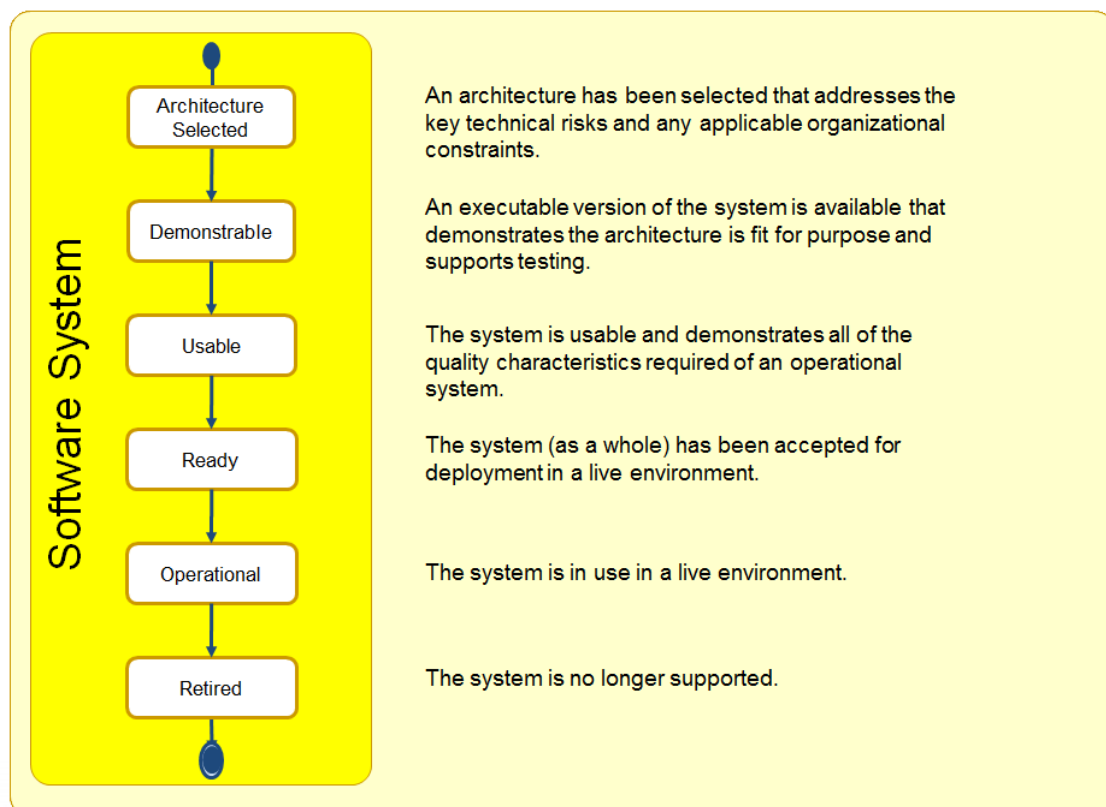 Software System
Architecture
Selected
An architecture has been selected that addresses the
key technical risks and any applicable organizational
constraints.
Demonstrable
An executable version of the system is available that
demonstrates the architecture is fit for purpose and
supports testing.
Usable
The system is usable and demonstrates all of the
quality characteristics required of an operational
system.
Ready
The system (as a whole) has been accepted for
deployment in a live environment.
Operational
The system is in use in a live environment.
Retired
The system is no longer supported.